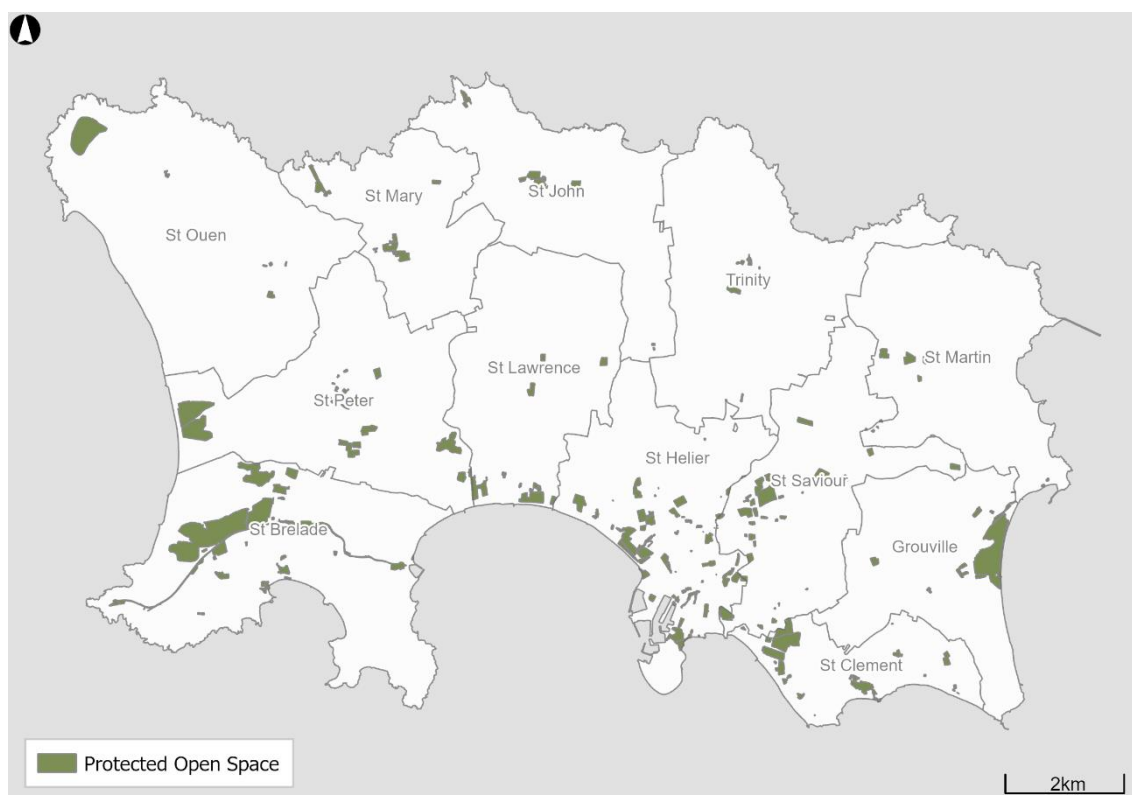 St Mary
St John
St Ouen
Trinity
St Martin
St Lawrence
St Peter
St Helier
St Saviour
St Brelade
Grouville
St Clement
Protected Open Space
2km